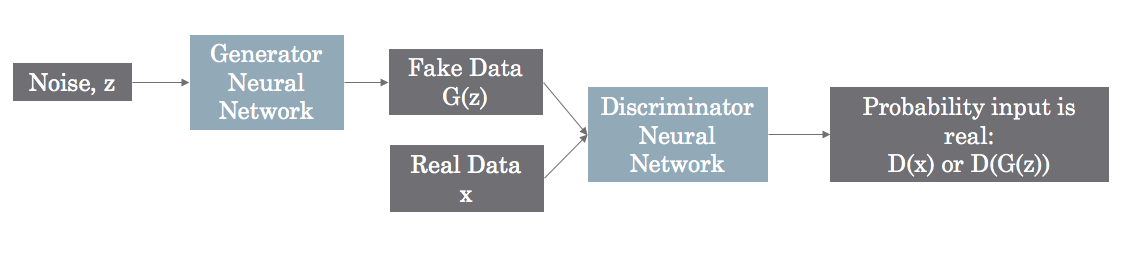 Noise, z
Generator
Neural
Network
Fake Data
G(z)
Real Data
x
Discriminator
Neural
Network
Probability input is
real:
D(x) or D(G(z))